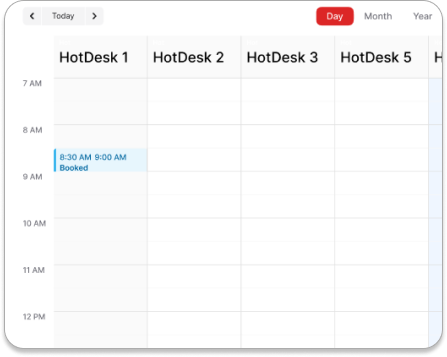 Today
Day Month Year
HotDesk 1 HotDesk 2 HotDesk 3 HotDesk 5 H
7 AM
8 AM
8:30 AM 9:00 AM
Booked
9 AM
10 AM
11 AM
12 PM